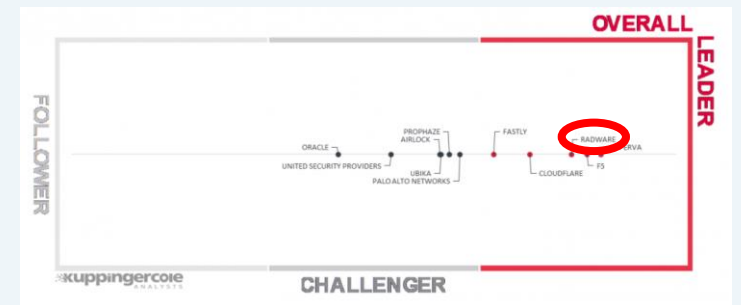 OVERALL
LEADER
FOLLOWER
PROPHAZE
FASTLY
AIRLOCK
RADWARE
ORACLE
ERVA
UNITED SECURITY PROVIDERS
UBIKA
CLOUDFLARE
F5
PALO ALTO NETWORKS
kuppingercole
ANALYSTS
CHALLENGER